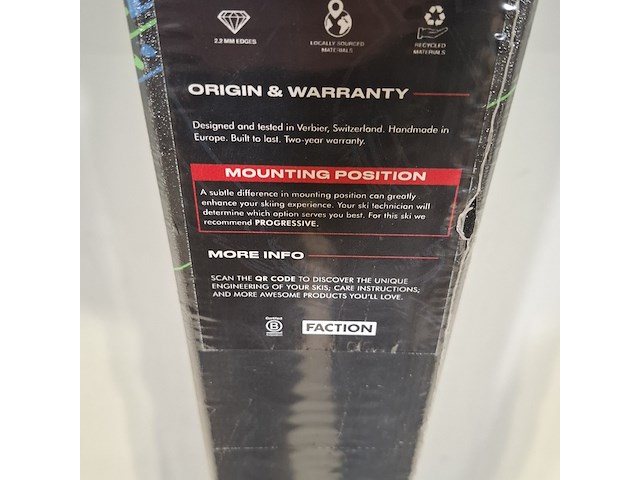 2.2 MM EDGES
LOCALLY SOURCED
MATERIALS
RECYCLED
MATERIALS
ORIGIN & WARRANTY
Designed and tested in Verbier, Switzerland. Handmade in
Europe. Built to last. Two-year warranty.
MOUNTING POSITION
A subtle difference in mounting position can greatly
enhance your skiing experience. Your ski technician will
determine which option serves you best. For this ski we
recommend PROGRESSIVE.
MORE INFO
SCAN THE QR CODE TO DISCOVER THE UNIQUE
ENGINEERING OF YOUR SKIS; CARE INSTRUCTIONS;
AND MORE AWESOME PRODUCTS YOU'LL LOVE.
Certified
B
FACTION